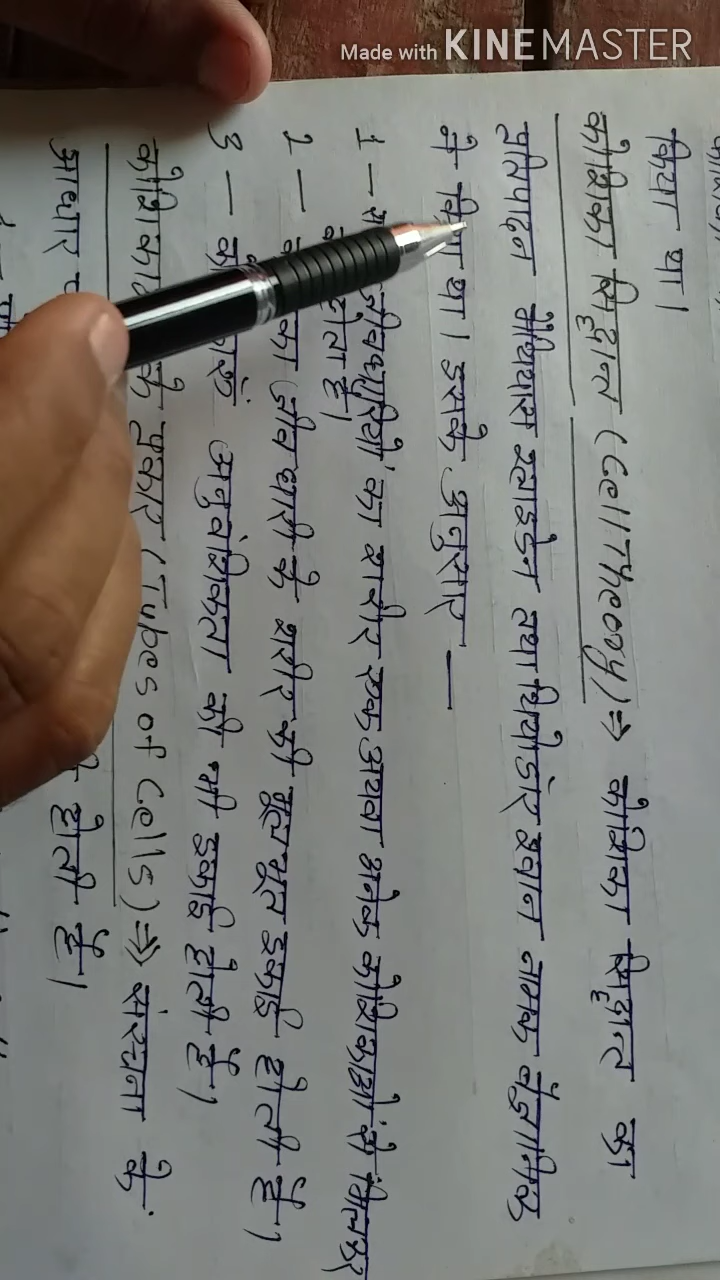 Made with KINEMASTER
किया था।
कोशिका सिद्धान्त (Cell Theory) ⇒ कोशिका सिद्धान्त का
प्रतिपादन मैथियास श्लाइडेन तथा थियोडोर श्वान नामक वैज्ञानिक
ने किया था। इसके अनुसार —
1 — जीवधारियों का शरीर एक अथवा अनेक कोशिकाओं से मिलकर
होता है।
2 — का जीवधारी के शरीर की मूलभूत इकाई होती है।
3 — अनुवंशिकता की भी इकाई होती है।
के प्रकार (Types of Cells) ⇒ संरचना के
आधार होती है।